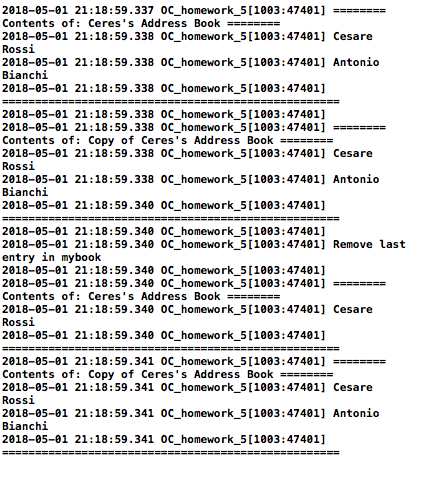 2018-05-01 21:18:59.337 OC_homework_5[1003:47401] ========
Contents of: Ceres's Address Book ========
2018-05-01 21:18:59.338 OC_homework_5[1003:47401] Cesare
Rossi
2018-05-01 21:18:59.338 OC_homework_5[1003:47401] Antonio
Bianchi
2018-05-01 21:18:59.338 OC_homework_5[1003:47401]
===================================================
2018-05-01 21:18:59.338 OC_homework_5[1003:47401]
2018-05-01 21:18:59.338 OC_homework_5[1003:47401] ========
Contents of: Copy of Ceres's Address Book ========
2018-05-01 21:18:59.338 OC_homework_5[1003:47401] Cesare
Rossi
2018-05-01 21:18:59.338 OC_homework_5[1003:47401] Antonio
Bianchi
2018-05-01 21:18:59.340 OC_homework_5[1003:47401]
===================================================
2018-05-01 21:18:59.340 OC_homework_5[1003:47401]
2018-05-01 21:18:59.340 OC_homework_5[1003:47401] Remove last
entry in mybook
2018-05-01 21:18:59.340 OC_homework_5[1003:47401]
2018-05-01 21:18:59.340 OC_homework_5[1003:47401] ========
Contents of: Ceres's Address Book ========
2018-05-01 21:18:59.340 OC_homework_5[1003:47401] Cesare
Rossi
2018-05-01 21:18:59.340 OC_homework_5[1003:47401]
===================================================
2018-05-01 21:18:59.341 OC_homework_5[1003:47401] ========
Contents of: Copy of Ceres's Address Book ========
2018-05-01 21:18:59.341 OC_homework_5[1003:47401] Cesare
Rossi
2018-05-01 21:18:59.341 OC_homework_5[1003:47401] Antonio
Bianchi
2018-05-01 21:18:59.341 OC_homework_5[1003:47401]
===================================================